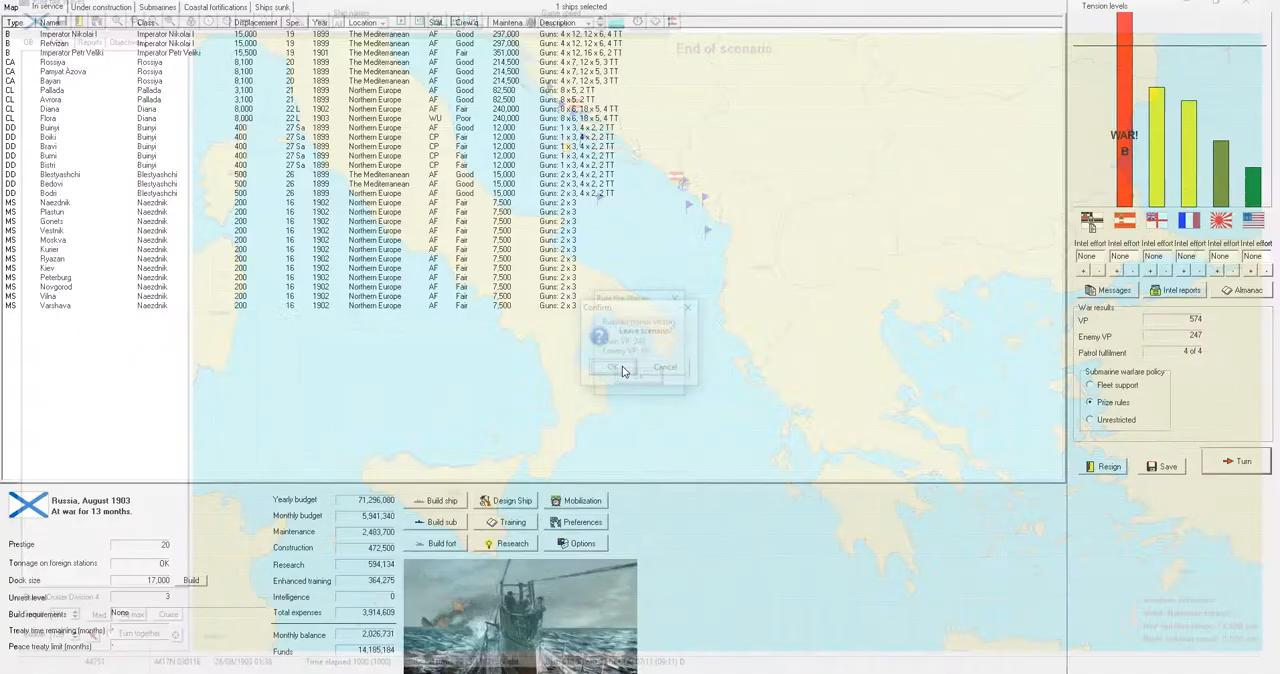 Map In service Under construction Submarines Coastal fortifications Ships sunk 1 ships selected Tension levels
Type Name Class Displacement Spe... Year Location Stat. Crew q Maintena... Description
End of scenario
B Imperator Nikolai I Imperator Nikolai I 15,000 19 1899 The Mediterranean AF Good 297,000 Guns: 4 x 12, 12 x 6, 4 TT
B Retvizan Imperator Nikolai I 15,000 19 1899 The Mediterranean AF Good 297,000 Guns: 4 x 12, 12 x 6, 4 TT
B Imperator Petr Veliki Imperator Petr Veliki 15,500 19 1901 The Mediterranean AF Fair 351,000 Guns: 4 x 12, 16 x 6, 2 TT
CA Rossiya Rossiya 8,100 20 1899 The Mediterranean AF Good 214,500 Guns: 4 x 7, 12 x 5, 3 TT
CA Pamyat Azova Rossiya 8,100 20 1899 The Mediterranean AF Good 214,500 Guns: 4 x 7, 12 x 5, 3 TT
CA Bayan Rossiya 8,100 20 1899 The Mediterranean AF Good 214,500 Guns: 4 x 7, 12 x 5, 3 TT
CL Pallada Pallada 3,100 21 1899 Northern Europe AF Good 82,500 Guns: 8 x 5, 2 TT
CL Avrora Pallada 3,100 21 1899 Northern Europe AF Good 82,500 Guns: 8 x 5, 2 TT
CL Diana Diana 8,000 22 L 1902 Northern Europe AF Fair 240,000 Guns: 8 x 6, 18 x 5, 4 TT
CL Flora Diana 8,000 22 L 1903 Northern Europe WU Poor 240,000 Guns: 8 x 6, 18 x 5, 4 TT
DD Buinyi Buinyi 400 27 Sa 1899 Northern Europe AF Good 12,000 Guns: 1 x 3, 4 x 2, 2 TT
DD Boiki Buinyi 400 27 Sa 1899 Northern Europe CP Fair 12,000 Guns: 1 x 3, 4 x 2, 2 TT
DD Bravi Buinyi 400 27 Sa 1899 Northern Europe CP Fair 12,000 Guns: 1 x 3, 4 x 2, 2 TT
DD Burni Buinyi 400 27 Sa 1899 Northern Europe CP Fair 12,000 Guns: 1 x 3, 4 x 2, 2 TT
DD Bistri Buinyi 400 27 Sa 1899 Northern Europe CP Fair 12,000 Guns: 1 x 3, 4 x 2, 2 TT
DD Blestyashchi Blestyashchi 500 26 1899 The Mediterranean AF Good 15,000 Guns: 2 x 3, 4 x 2, 2 TT
DD Bedovi Blestyashchi 500 26 1899 The Mediterranean AF Good 15,000 Guns: 2 x 3, 4 x 2, 2 TT
DD Bodri Blestyashchi 500 26 1899 Northern Europe AF Good 15,000 Guns: 2 x 3, 4 x 2, 2 TT
MS Naezdnik Naezdnik 200 16 1902 Northern Europe AF Fair 7,500 Guns: 2 x 3
MS Plastun Naezdnik 200 16 1902 Northern Europe AF Fair 7,500 Guns: 2 x 3
MS Gonets Naezdnik 200 16 1902 Northern Europe AF Fair 7,500 Guns: 2 x 3
MS Vestnik Naezdnik 200 16 1902 Northern Europe AF Fair 7,500 Guns: 2 x 3
MS Moskva Naezdnik 200 16 1902 Northern Europe AF Fair 7,500 Guns: 2 x 3
MS Kurier Naezdnik 200 16 1902 Northern Europe AF Fair 7,500 Guns: 2 x 3
MS Ryazan Naezdnik 200 16 1902 Northern Europe AF Fair 7,500 Guns: 2 x 3
MS Kiev Naezdnik 200 16 1902 Northern Europe AF Fair 7,500 Guns: 2 x 3
MS Peterburg Naezdnik 200 16 1902 Northern Europe AF Fair 7,500 Guns: 2 x 3
MS Novgorod Naezdnik 200 16 1902 Northern Europe AF Fair 7,500 Guns: 2 x 3
MS Vilna Naezdnik 200 16 1902 Northern Europe AF Fair 7,500 Guns: 2 x 3
MS Varshava Naezdnik 200 16 1902 Northern Europe AF Fair 7,500 Guns: 2 x 3
WAR!
B
Intel effort Intel effort Intel effort Intel effort Intel effort Intel effort
None None None None None None
Messages Intel reports Almanac
War results
VP 574
Enemy VP 247
Patrol fulfilment 4 of 4
Submarine warfare policy
Fleet support
Prize rules
Unrestricted
Resign Save Turn
Confirm
Leave scenario?
OK Cancel
Russia, August 1903
At war for 13 months.
Prestige 20
Tonnage on foreign stations OK
Dock size 17,000 Build
Unrest level 3
Build requirements None
Treaty time remaining (months)
Peace treaty limit (months)
Yearly budget 71,296,080
Monthly budget 5,941,340
Maintenance 2,483,700
Construction 472,500
Research 594,134
Enhanced training 364,275
Intelligence 0
Total expenses 3,914,609
Monthly balance 2,026,731
Funds 14,185,184
Build ship Design Ship Mobilization
Build sub Training Preferences
Build fort Research Options
Turn together
Time elapsed 1000 (1000)